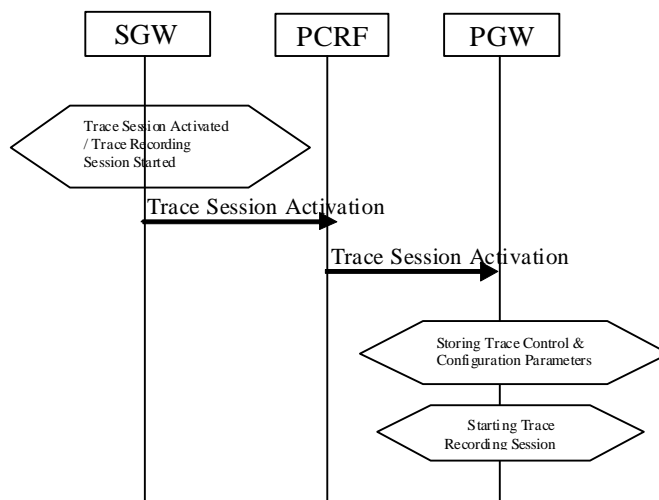 SGW
PCRF
PGW
Trace Session Activated
/ Trace Recording
Session Started
Trace Session Activation
Trace Session Activation
Storing Trace Control &
Configuration Parameters
Starting Trace
Recording Session